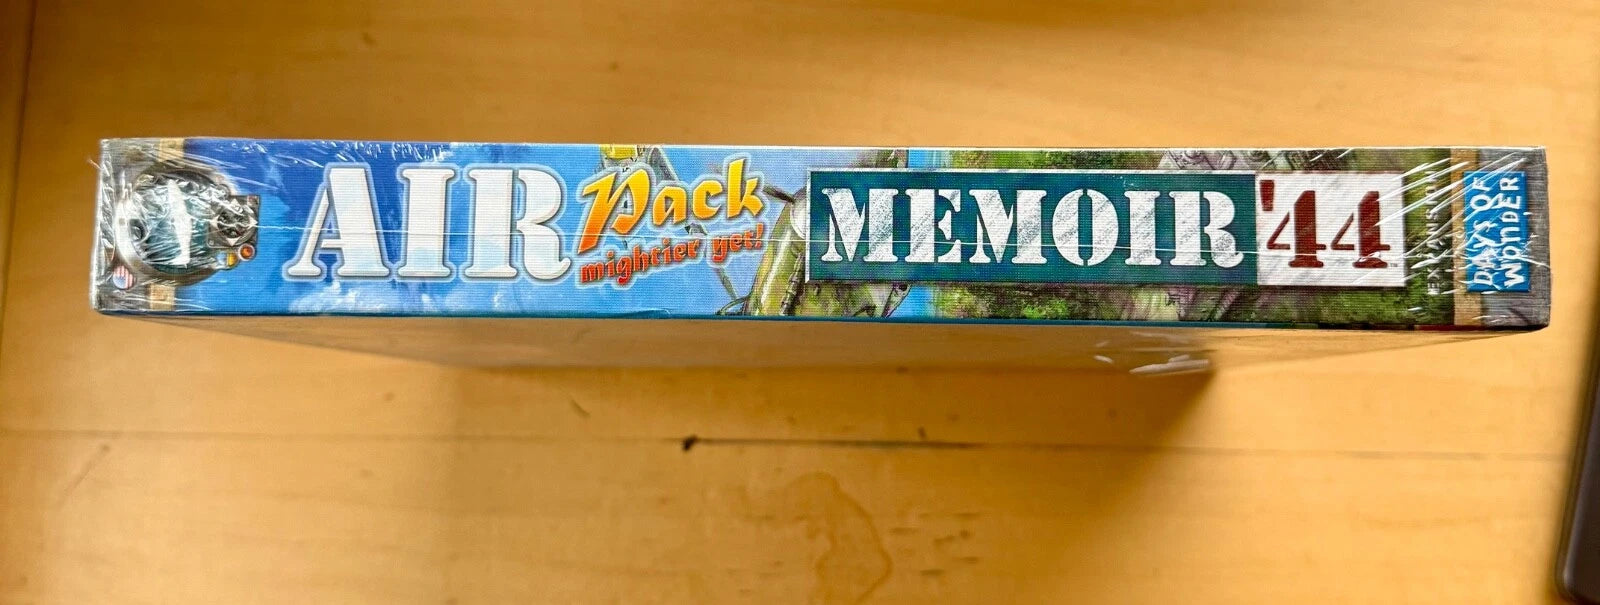 AIR Pack
mightier yet!
MEMOIR '44
EXPANSION
DAYS OF
WONDER